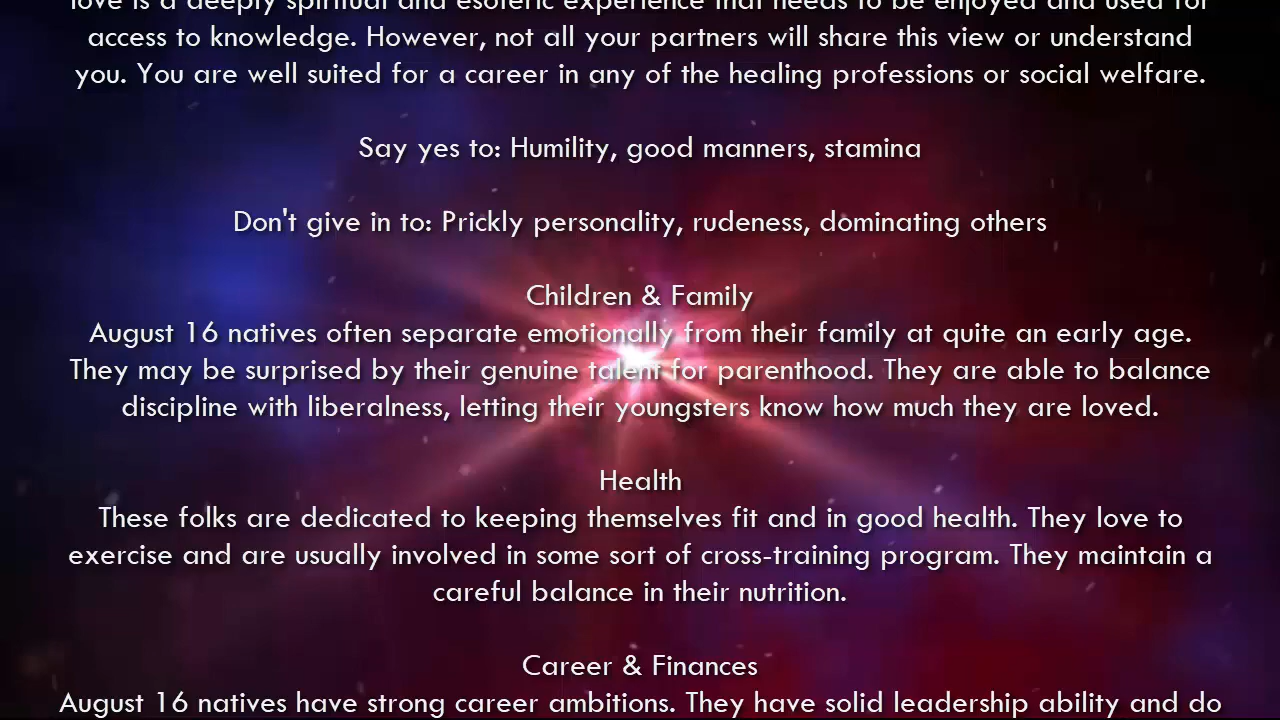 love is a deeply spiritual and esoteric experience that needs to be enjoyed and used for
access to knowledge. However, not all your partners will share this view or understand
you. You are well suited for a career in any of the healing professions or social welfare.
Say yes to: Humility, good manners, stamina
Don't give in to: Prickly personality, rudeness, dominating others
Children & Family
August 16 natives often separate emotionally from their family at quite an early age.
They may be surprised by their genuine talent for parenthood. They are able to balance
discipline with liberalness, letting their youngsters know how much they are loved.
Health
These folks are dedicated to keeping themselves fit and in good health. They love to
exercise and are usually involved in some sort of cross-training program. They maintain a
careful balance in their nutrition.
Career & Finances
August 16 natives have strong career ambitions. They have solid leadership ability and do